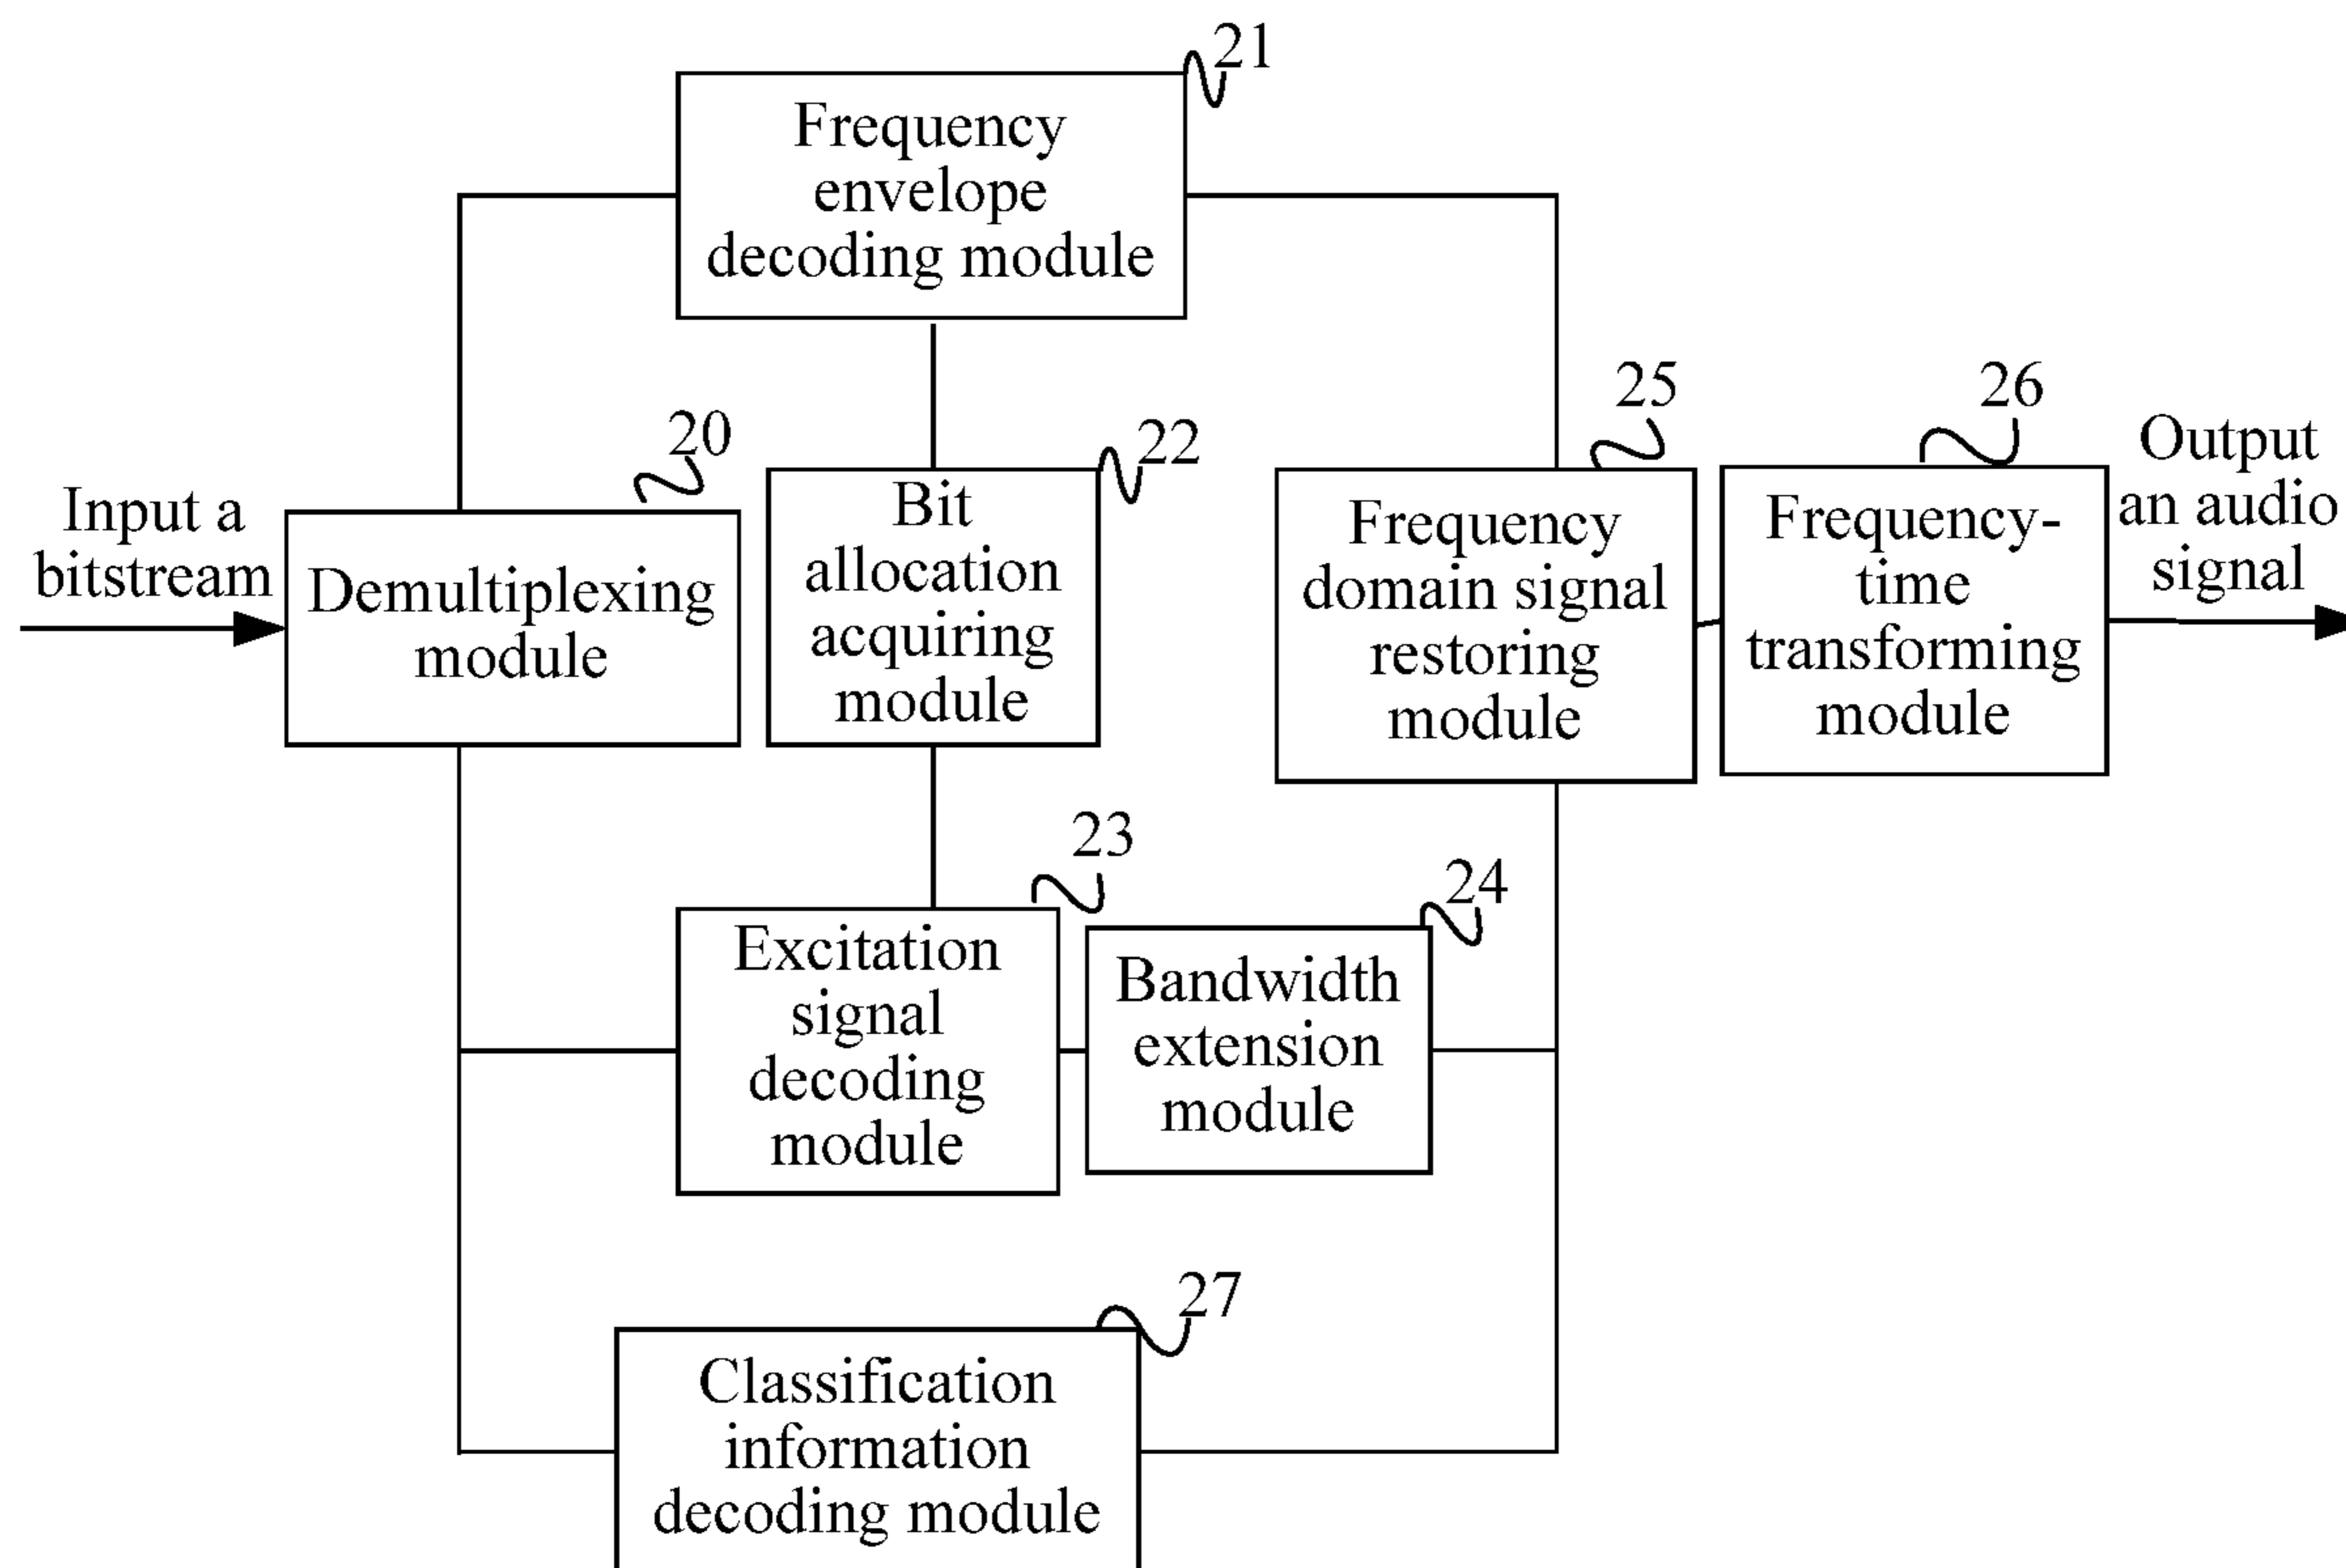 21
Frequency
envelope
decoding module
20
22
25
26
Input a
bitstream
Demultiplexing
module
Bit
allocation
acquiring
module
Frequency
domain signal
restoring
module
Frequency-
time
transforming
module
Output
an audio
signal
23
24
Excitation
signal
decoding
module
Bandwidth
extension
module
27
Classification
information
decoding module